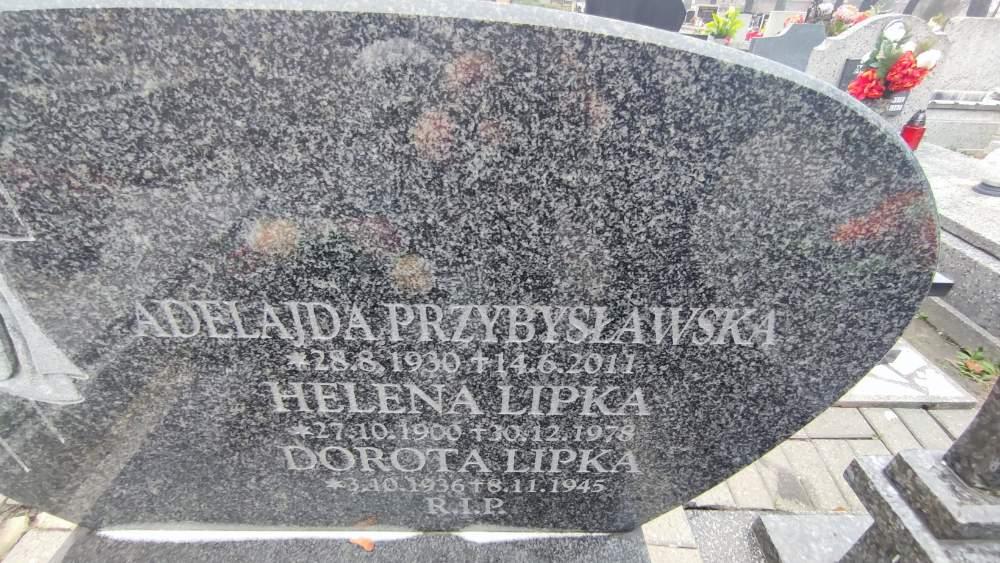 ADELAJDA PRZYBYSŁAWSKA
*28.8.1930 †14.6.2011
HELENA LIPKA
*27.10.1900 †30.12.1978
DOROTA LIPKA
*3.10.1936 †8.11.1945
R.I.P.